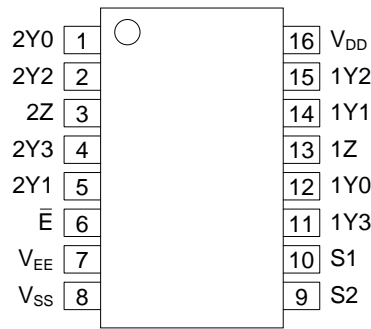 2Y0 1 16 VDD
2Y2 2 15 1Y2
2Z 3 14 1Y1
2Y3 4 13 1Z
2Y1 5 12 1Y0
E̅ 6 11 1Y3
VEE 7 10 S1
VSS 8 9 S2